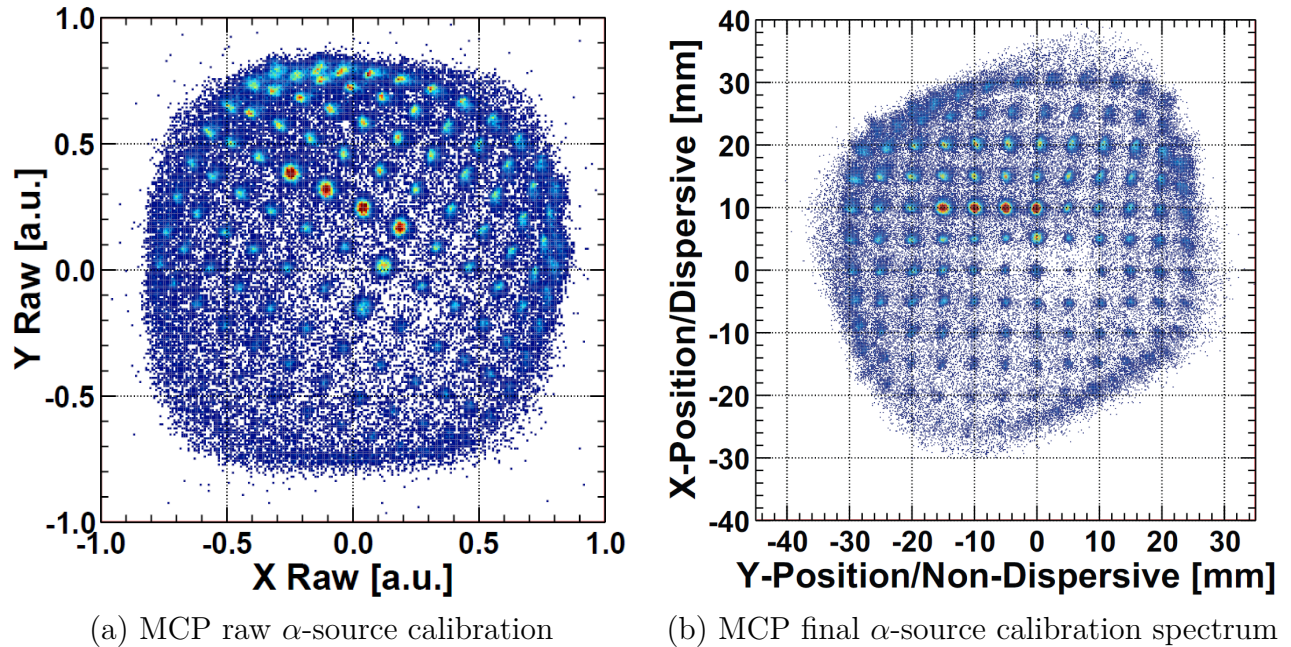 1.0
0.5
0.0
-0.5
-1.0
Y Raw [a.u.]
-1.0 -0.5 0.0 0.5 1.0
X Raw [a.u.]
(a) MCP raw α-source calibration
40
30
20
10
0
-10
-20
-30
-40
X-Position/Dispersive [mm]
-40 -30 -20 -10 0 10 20 30
Y-Position/Non-Dispersive [mm]
(b) MCP final α-source calibration spectrum